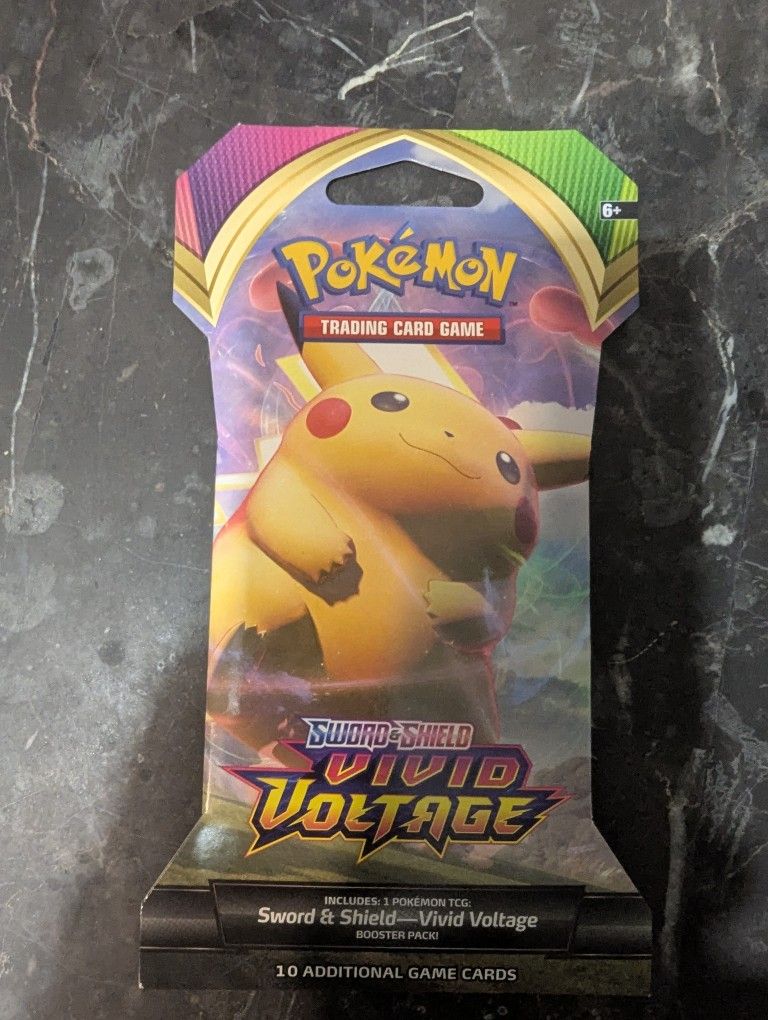 6+
POKéMON
™
TRADING CARD GAME
SWORD & SHIELD
VIVID
VOLTAGE
INCLUDES: 1 POKÉMON TCG:
Sword & Shield—Vivid Voltage
BOOSTER PACK!
10 ADDITIONAL GAME CARDS